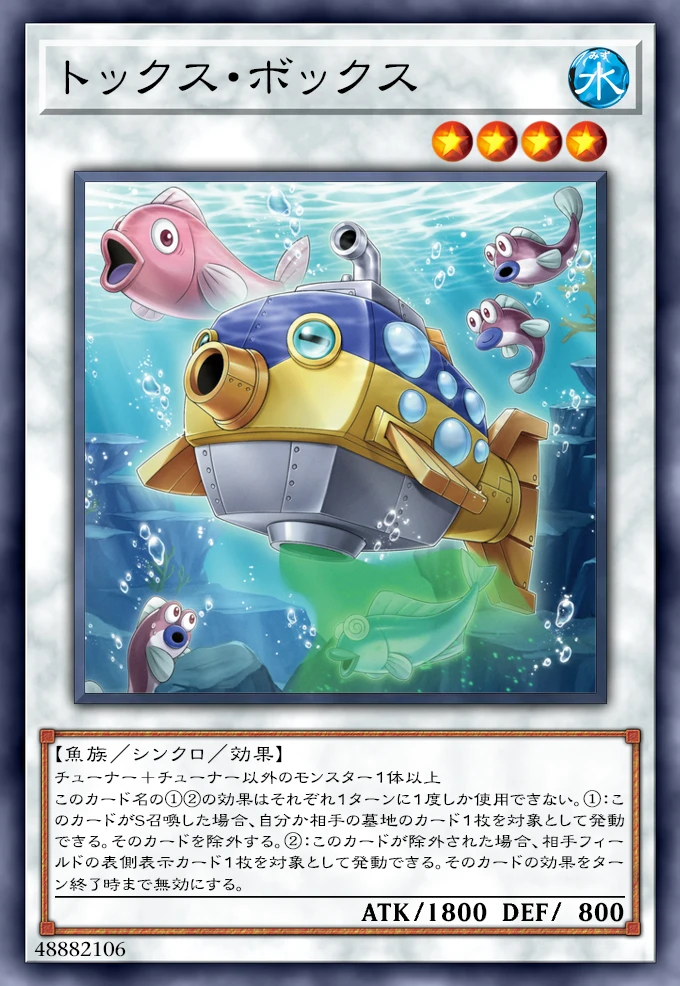 トックス・ボックス
みず
水
【魚族／シンクロ／効果】
チューナー＋チューナー以外のモンスター１体以上
このカード名の①②の効果はそれぞれ１ターンに１度しか使用できない。①：こ
のカードがS召喚した場合、自分か相手の墓地のカード１枚を対象として発動
できる。そのカードを除外する。②：このカードが除外された場合、相手フィー
ルドの表側表示カード１枚を対象として発動できる。そのカードの効果をター
ン終了時まで無効にする。
ATK/1800 DEF/ 800
48882106